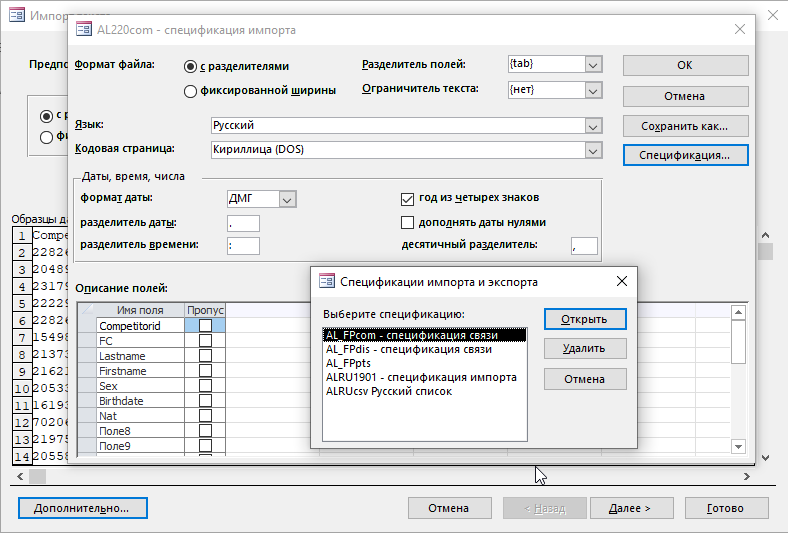 Импор
AL220com - спецификация импорта
Предпо
Формат файла:
с разделителями
фиксированной ширины
Разделитель полей:
{tab}
Ограничитель текста:
{нет}
ОК
Отмена
Сохранить как...
Спецификация...
с р
фи
Язык:
Русский
Кодовая страница:
Кириллица (DOS)
Даты, время, числа
формат даты:
ДМГ
год из четырех знаков
разделитель даты:
.
дополнять даты нулями
разделитель времени:
:
десятичный разделитель:
,
Образцы да
1 Compe
2 22826
3 20489
4 23179
5 22229
6 22826
7 15498
8 21373
9 21621
10 20533
11 16193
12 70206
13 21975
14 20558
Описание полей:
Имя поля Пропус
Competitorid
FC
Lastname
Firstname
Sex
Birthdate
Nat
Поле8
Поле9
Спецификации импорта и экспорта
Выберите спецификацию:
AL_FPcom - спецификация связи
AL_FPdis - спецификация связи
AL_FPpts
ALRU1901 - спецификация импорта
ALRUcsv Русский список
Открыть
Удалить
Отмена
Дополнительно...
Отмена
< Назад
Далее >
Готово